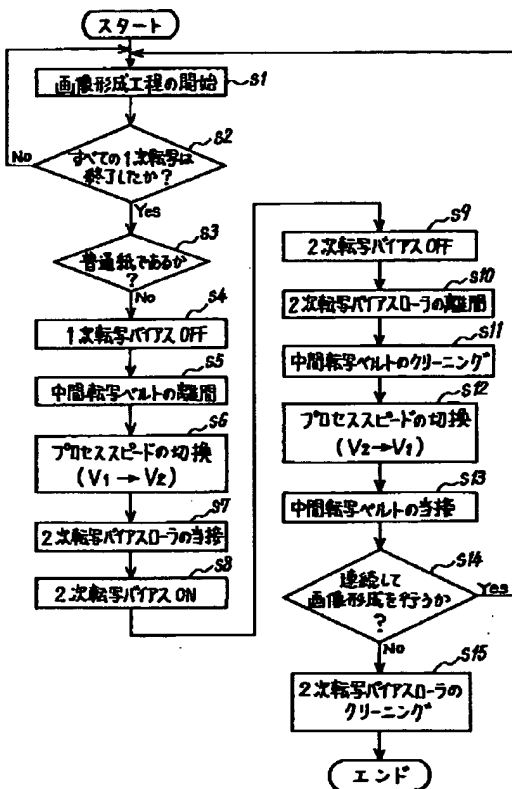 スタート
画像形成工程の開始
S1
すべての1次転写は
終了したか？
S2
No
Yes
普通紙であるか
？
S3
No
1次転写バイアスOFF
S4
中間転写ベルトの離間
S5
プロセススピードの切換
(V1→V2)
S6
2次転写バイアスローラの当接
S7
2次転写バイアスON
S8
2次転写バイアスOFF
S9
2次転写バイアスローラの離間
S10
中間転写ベルトのクリーニング
S11
プロセススピードの切換
(V2→V1)
S12
中間転写ベルトの当接
S13
連続して
画像形成を行うか
？
S14
Yes
No
2次転写バイアスローラの
クリーニング
S15
エンド